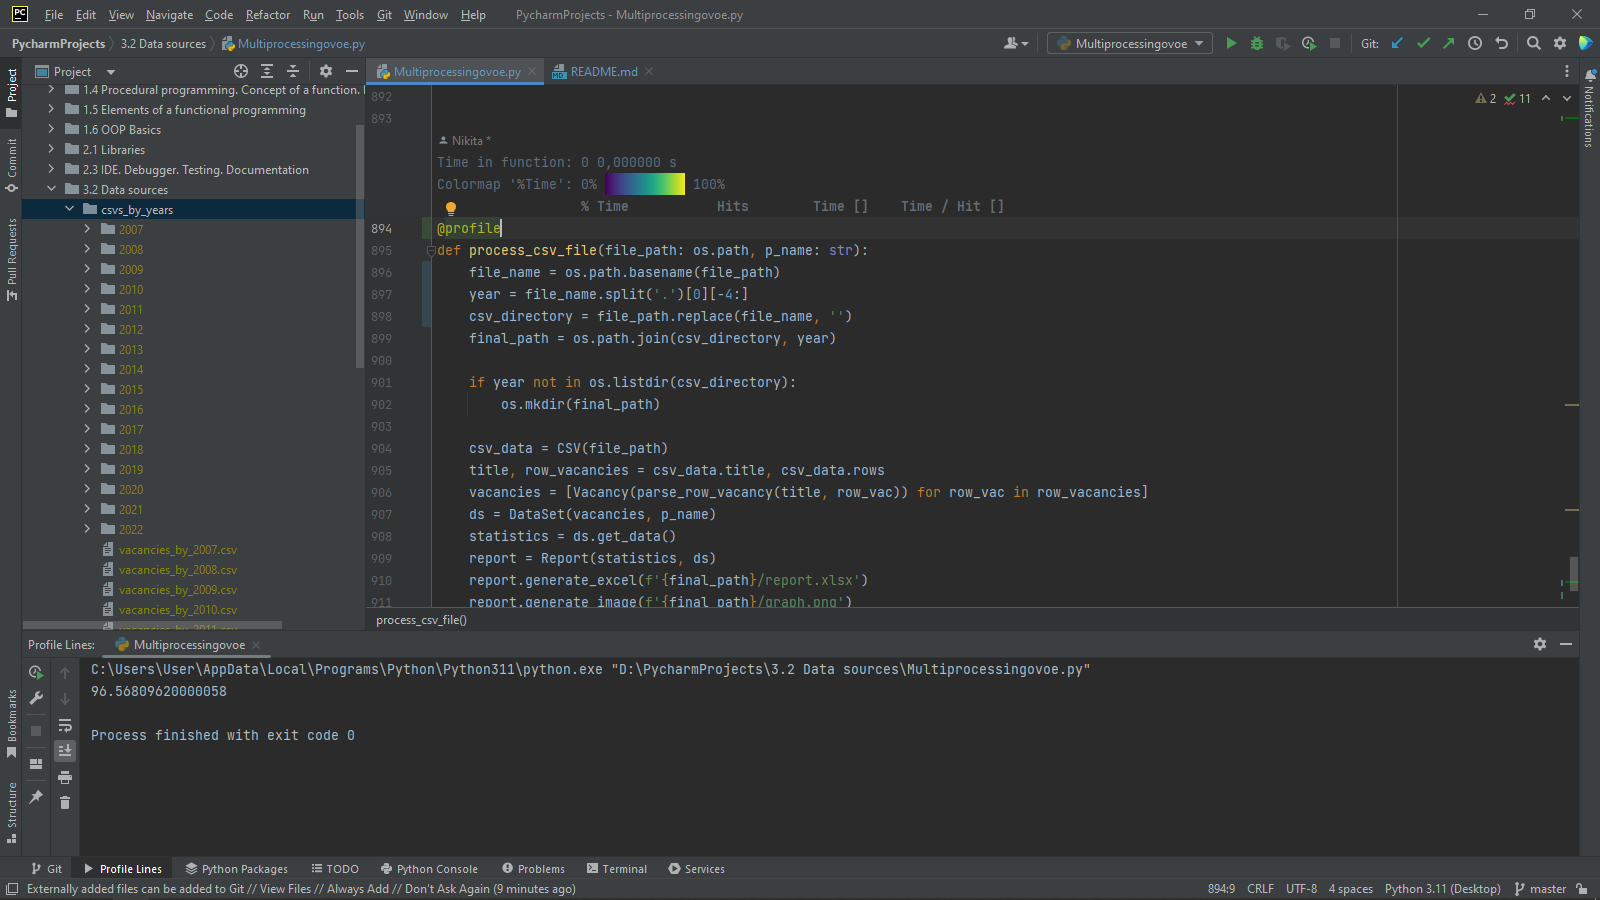 PC File Edit View Navigate Code Refactor Run Tools Git Window Help PycharmProjects - Multiprocessingovoe.py
PycharmProjects 3.2 Data sources Multiprocessingovoe.py Multiprocessingovoe Git:
Project
Commit
Pull Requests
Bookmarks
Structure
Notifications
Project
1.4 Procedural programming. Concept of a function.
1.5 Elements of a functional programming
1.6 OOP Basics
2.1 Libraries
2.3 IDE. Debugger. Testing. Documentation
3.2 Data sources
csvs_by_years
2007
2008
2009
2010
2011
2012
2013
2014
2015
2016
2017
2018
2019
2020
2021
2022
vacancies_by_2007.csv
vacancies_by_2008.csv
vacancies_by_2009.csv
vacancies_by_2010.csv
vacancies_by_2011.csv
Multiprocessingovoe.py MD README.md
2 11
892
893
Nikita *
Time in function: 0 0,000000 s
Colormap '%Time': 0% 100%
% Time Hits Time [] Time / Hit []
894 @profile
895 def process_csv_file(file_path: os.path, p_name: str):
896 file_name = os.path.basename(file_path)
897 year = file_name.split('.')[0][-4:]
898 csv_directory = file_path.replace(file_name, '')
899 final_path = os.path.join(csv_directory, year)
900
901 if year not in os.listdir(csv_directory):
902 os.mkdir(final_path)
903
904 csv_data = CSV(file_path)
905 title, row_vacancies = csv_data.title, csv_data.rows
906 vacancies = [Vacancy(parse_row_vacancy(title, row_vac)) for row_vac in row_vacancies]
907 ds = DataSet(vacancies, p_name)
908 statistics = ds.get_data()
909 report = Report(statistics, ds)
910 report.generate_excel(f'{final_path}/report.xlsx')
911 report.generate_image(f'{final_path}/graph.png')
process_csv_file()
Profile Lines: Multiprocessingovoe
C:\Users\User\AppData\Local\Programs\Python\Python311\python.exe "D:\PycharmProjects\3.2 Data sources\Multiprocessingovoe.py"
96.56809620000058
Process finished with exit code 0
Git Profile Lines Python Packages TODO Python Console Problems Terminal Services
Externally added files can be added to Git // View Files // Always Add // Don't Ask Again (9 minutes ago) 894:9 CRLF UTF-8 4 spaces Python 3.11 (Desktop) master